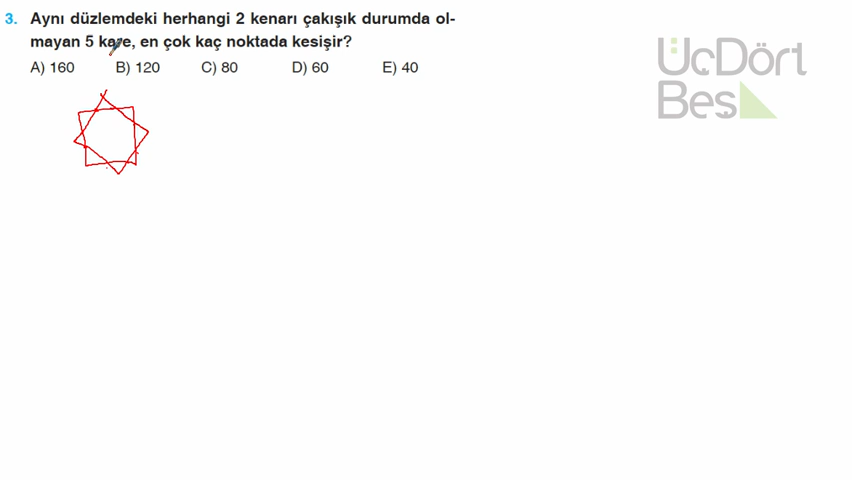 3. Aynı düzlemdeki herhangi 2 kenarı çakışık durumda ol-
mayan 5 kare, en çok kaç noktada kesişir?
A) 160 B) 120 C) 80 D) 60 E) 40
ÜçDört
Beş